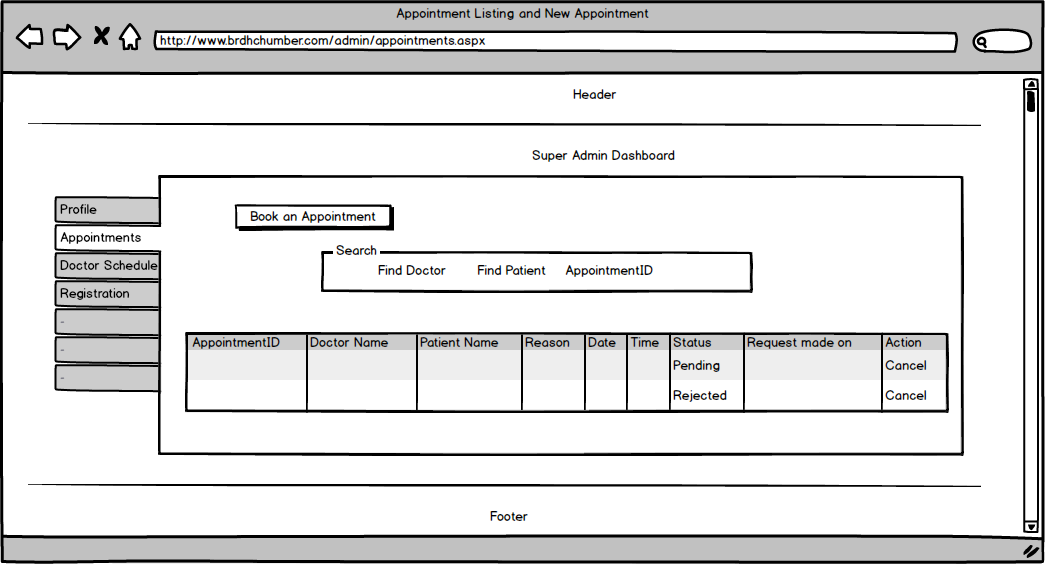 Appointment Listing and New Appointment
http://www.brdhchumber.com/admin/appointments.aspx
Header
Super Admin Dashboard
Profile
Appointments
Doctor Schedule
Registration
-
-
-
Book an Appointment
Search
Find Doctor Find Patient AppointmentID
AppointmentID Doctor Name Patient Name Reason Date Time Status Request made on Action
Pending Cancel
Rejected Cancel
Footer